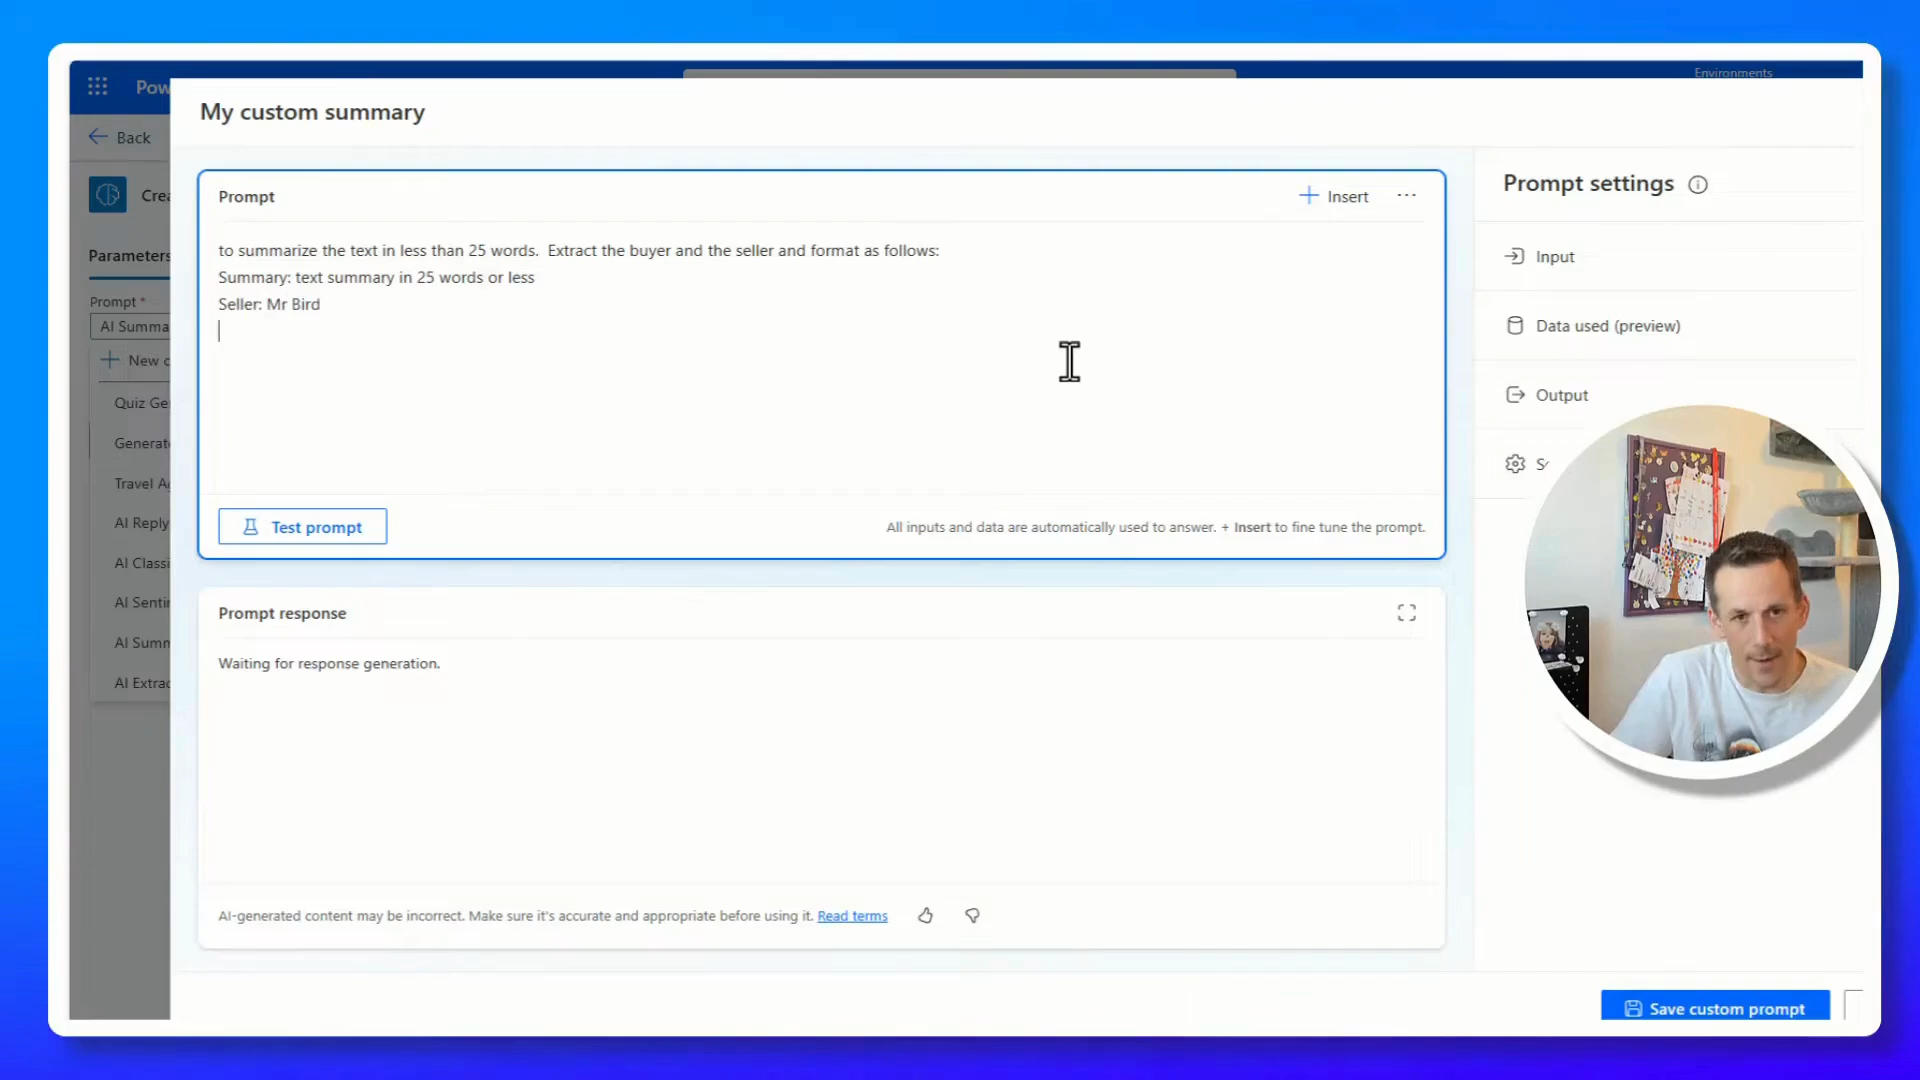 Environments
Pow
My custom summary
Back
Prompt
Insert
Prompt settings
Crea
to summarize the text in less than 25 words.  Extract the buyer and the seller and format as follows:
Summary: text summary in 25 words or less
Seller: Mr Bird
Parameters
Input
Prompt *
AI Summa
Data used (preview)
New c
Output
Quiz Ge
Generat
Travel A
AI Reply
Test prompt
All inputs and data are automatically used to answer. + Insert to fine tune the prompt.
AI Classi
AI Senti
Prompt response
AI Summ
Waiting for response generation.
AI Extrac
AI-generated content may be incorrect. Make sure it's accurate and appropriate before using it. Read terms
Save custom prompt